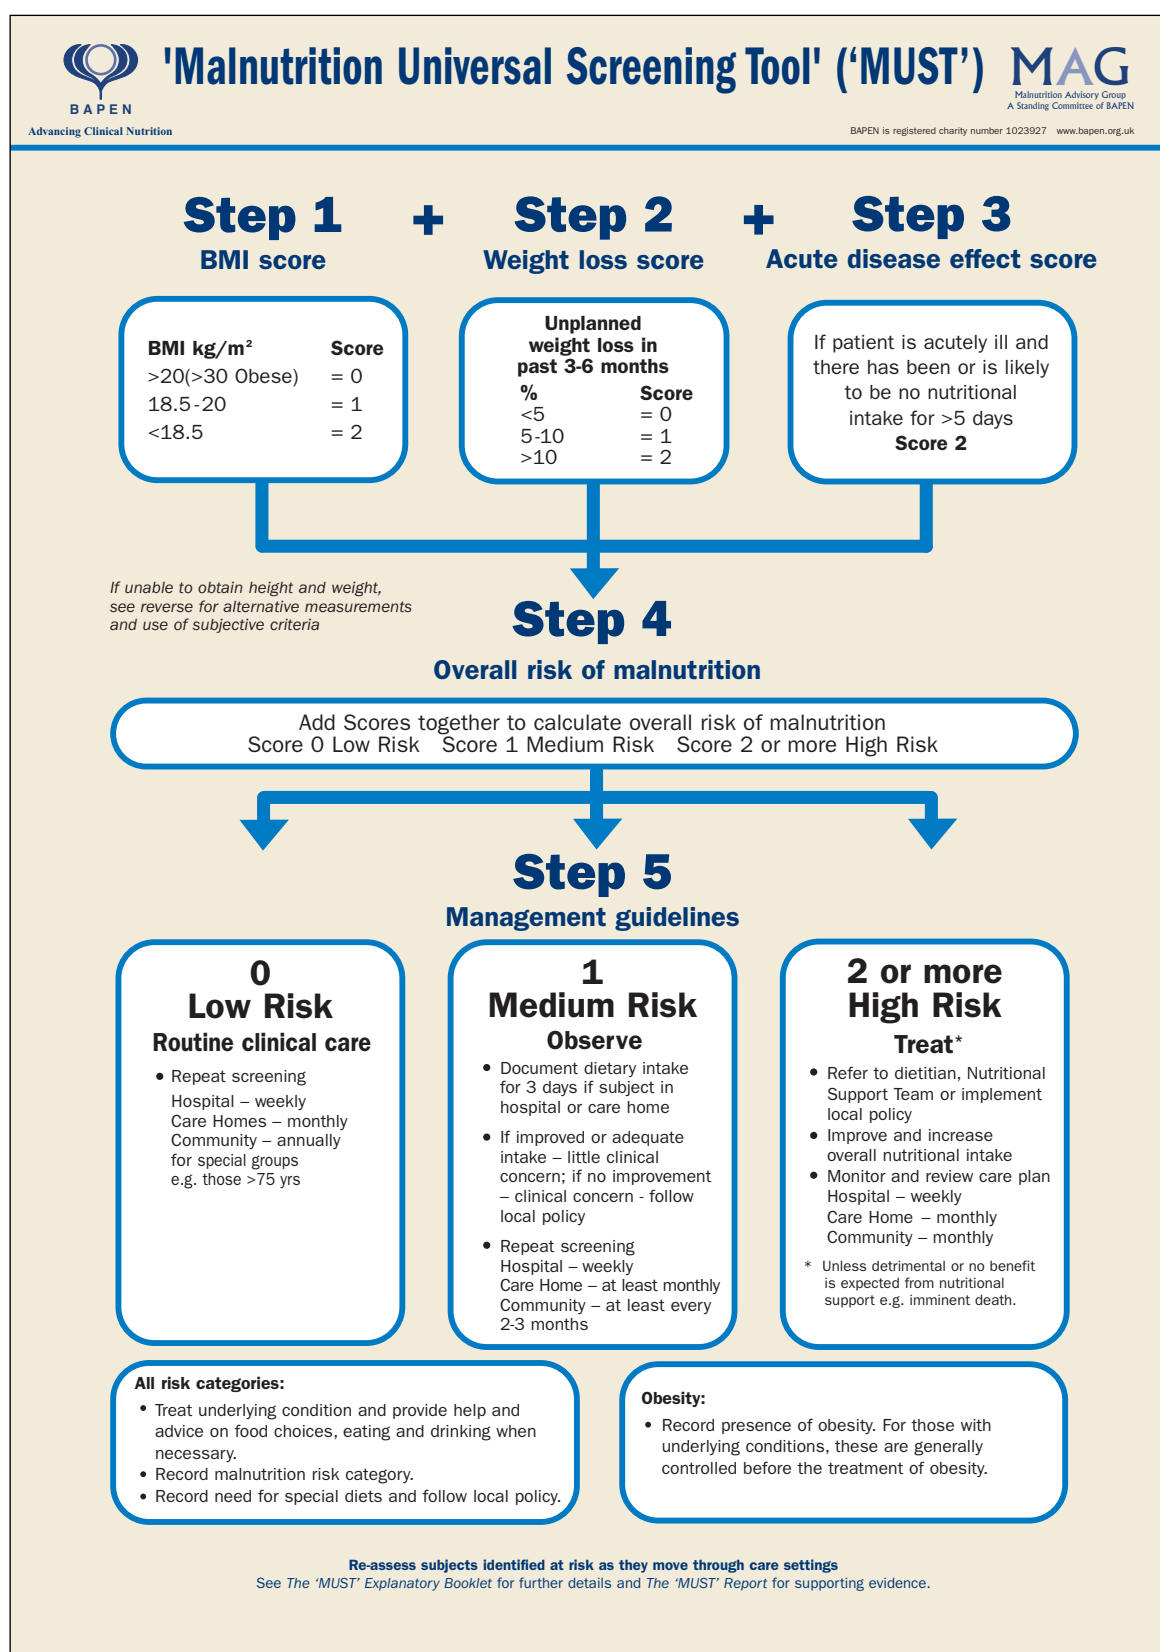 'Malnutrition Universal Screening Tool' (‘MUST’)
BAPEN
Advancing Clinical Nutrition
MAG
Malnutrition Advisory Group
A Standing Committee of BAPEN
BAPEN is registered charity number 1023927 www.bapen.org.uk
Step 1 + Step 2 + Step 3
BMI score
Weight loss score
Acute disease effect score
BMI kg/m² Score
>20(>30 Obese) = 0
18.5-20 = 1
<18.5 = 2
Unplanned
weight loss in
past 3-6 months
% Score
<5 = 0
5-10 = 1
>10 = 2
If patient is acutely ill and
there has been or is likely
to be no nutritional
intake for >5 days
Score 2
If unable to obtain height and weight,
see reverse for alternative measurements
and use of subjective criteria
Step 4
Overall risk of malnutrition
Add Scores together to calculate overall risk of malnutrition
Score 0 Low Risk Score 1 Medium Risk Score 2 or more High Risk
Step 5
Management guidelines
0
Low Risk
Routine clinical care
• Repeat screening
Hospital – weekly
Care Homes – monthly
Community – annually
for special groups
e.g. those >75 yrs
1
Medium Risk
Observe
• Document dietary intake
for 3 days if subject in
hospital or care home
• If improved or adequate
intake – little clinical
concern; if no improvement
– clinical concern - follow
local policy
• Repeat screening
Hospital – weekly
Care Home – at least monthly
Community – at least every
2-3 months
2 or more
High Risk
Treat*
• Refer to dietitian, Nutritional
Support Team or implement
local policy
• Improve and increase
overall nutritional intake
• Monitor and review care plan
Hospital – weekly
Care Home – monthly
Community – monthly
* Unless detrimental or no benefit
is expected from nutritional
support e.g. imminent death.
All risk categories:
• Treat underlying condition and provide help and
advice on food choices, eating and drinking when
necessary.
• Record malnutrition risk category.
• Record need for special diets and follow local policy.
Obesity:
• Record presence of obesity. For those with
underlying conditions, these are generally
controlled before the treatment of obesity.
Re-assess subjects identified at risk as they move through care settings
See The ‘MUST’ Explanatory Booklet for further details and The ‘MUST’ Report for supporting evidence.